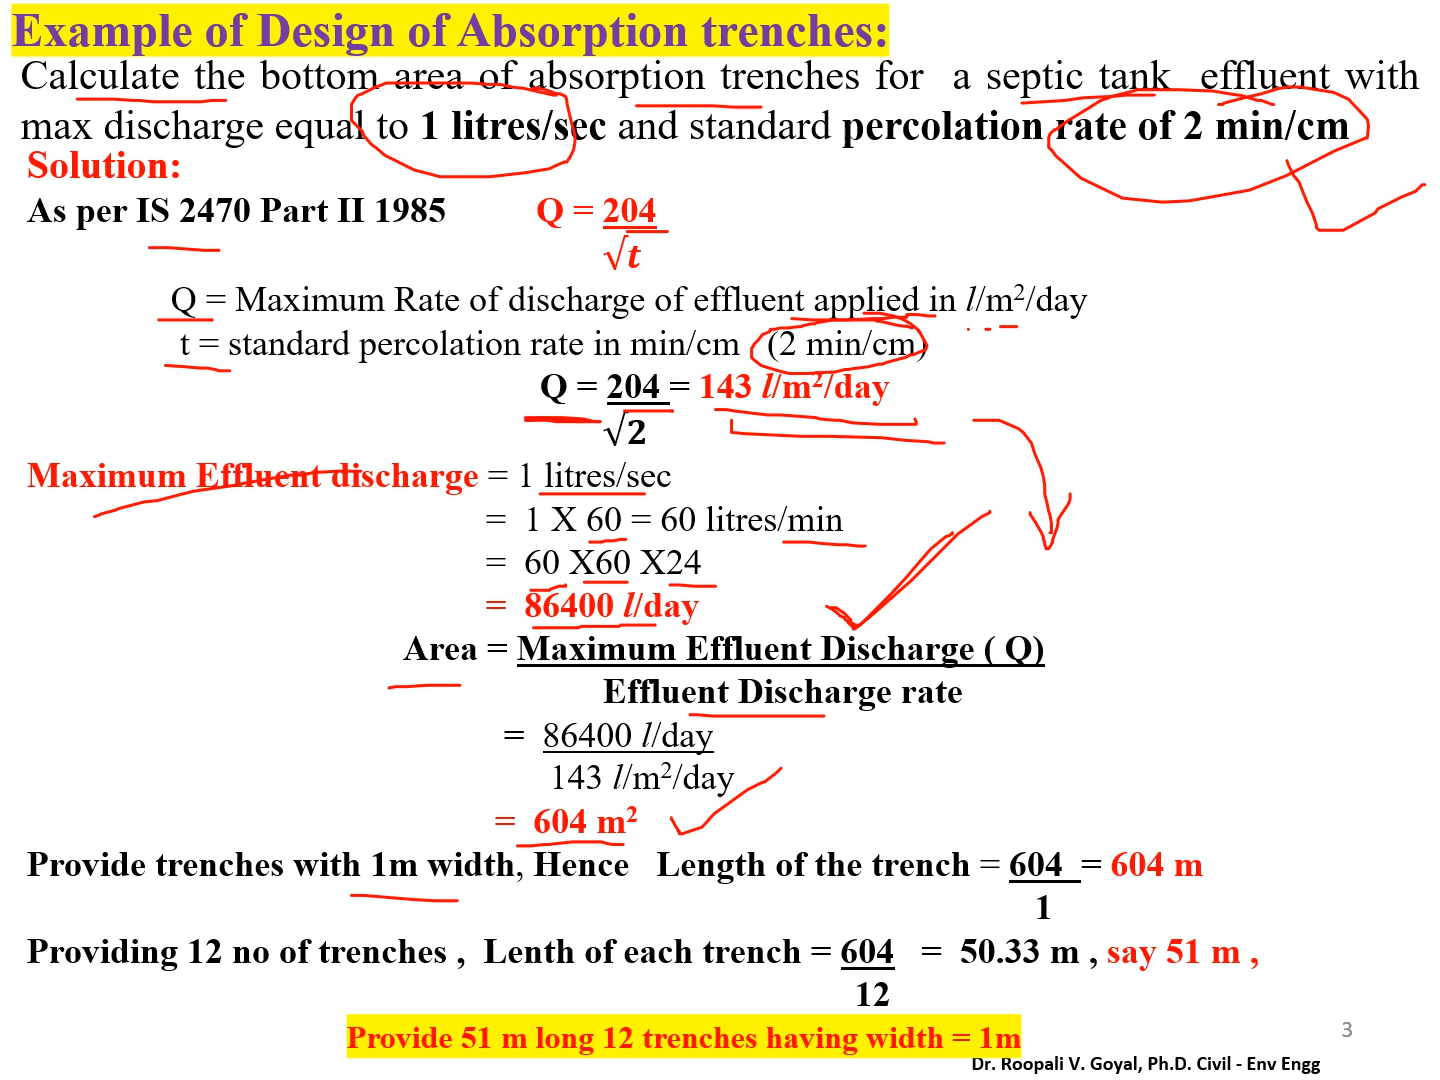 Example of Design of Absorption trenches:
Calculate the bottom area of absorption trenches for a septic tank effluent with
max discharge equal to 1 litres/sec and standard percolation rate of 2 min/cm
Solution:
As per IS 2470 Part II 1985 Q = 204
√t
Q = Maximum Rate of discharge of effluent applied in l/m²/day
t = standard percolation rate in min/cm (2 min/cm)
Q = 204 = 143 l/m²/day
√2
Maximum Effluent discharge = 1 litres/sec
= 1 X 60 = 60 litres/min
= 60 X60 X24
= 86400 l/day
Area = Maximum Effluent Discharge ( Q)
Effluent Discharge rate
= 86400 l/day
143 l/m²/day
= 604 m²
Provide trenches with 1m width, Hence Length of the trench = 604 = 604 m
1
Providing 12 no of trenches , Lenth of each trench = 604 = 50.33 m , say 51 m ,
12
Provide 51 m long 12 trenches having width = 1m
3
Dr. Roopali V. Goyal, Ph.D. Civil - Env Engg